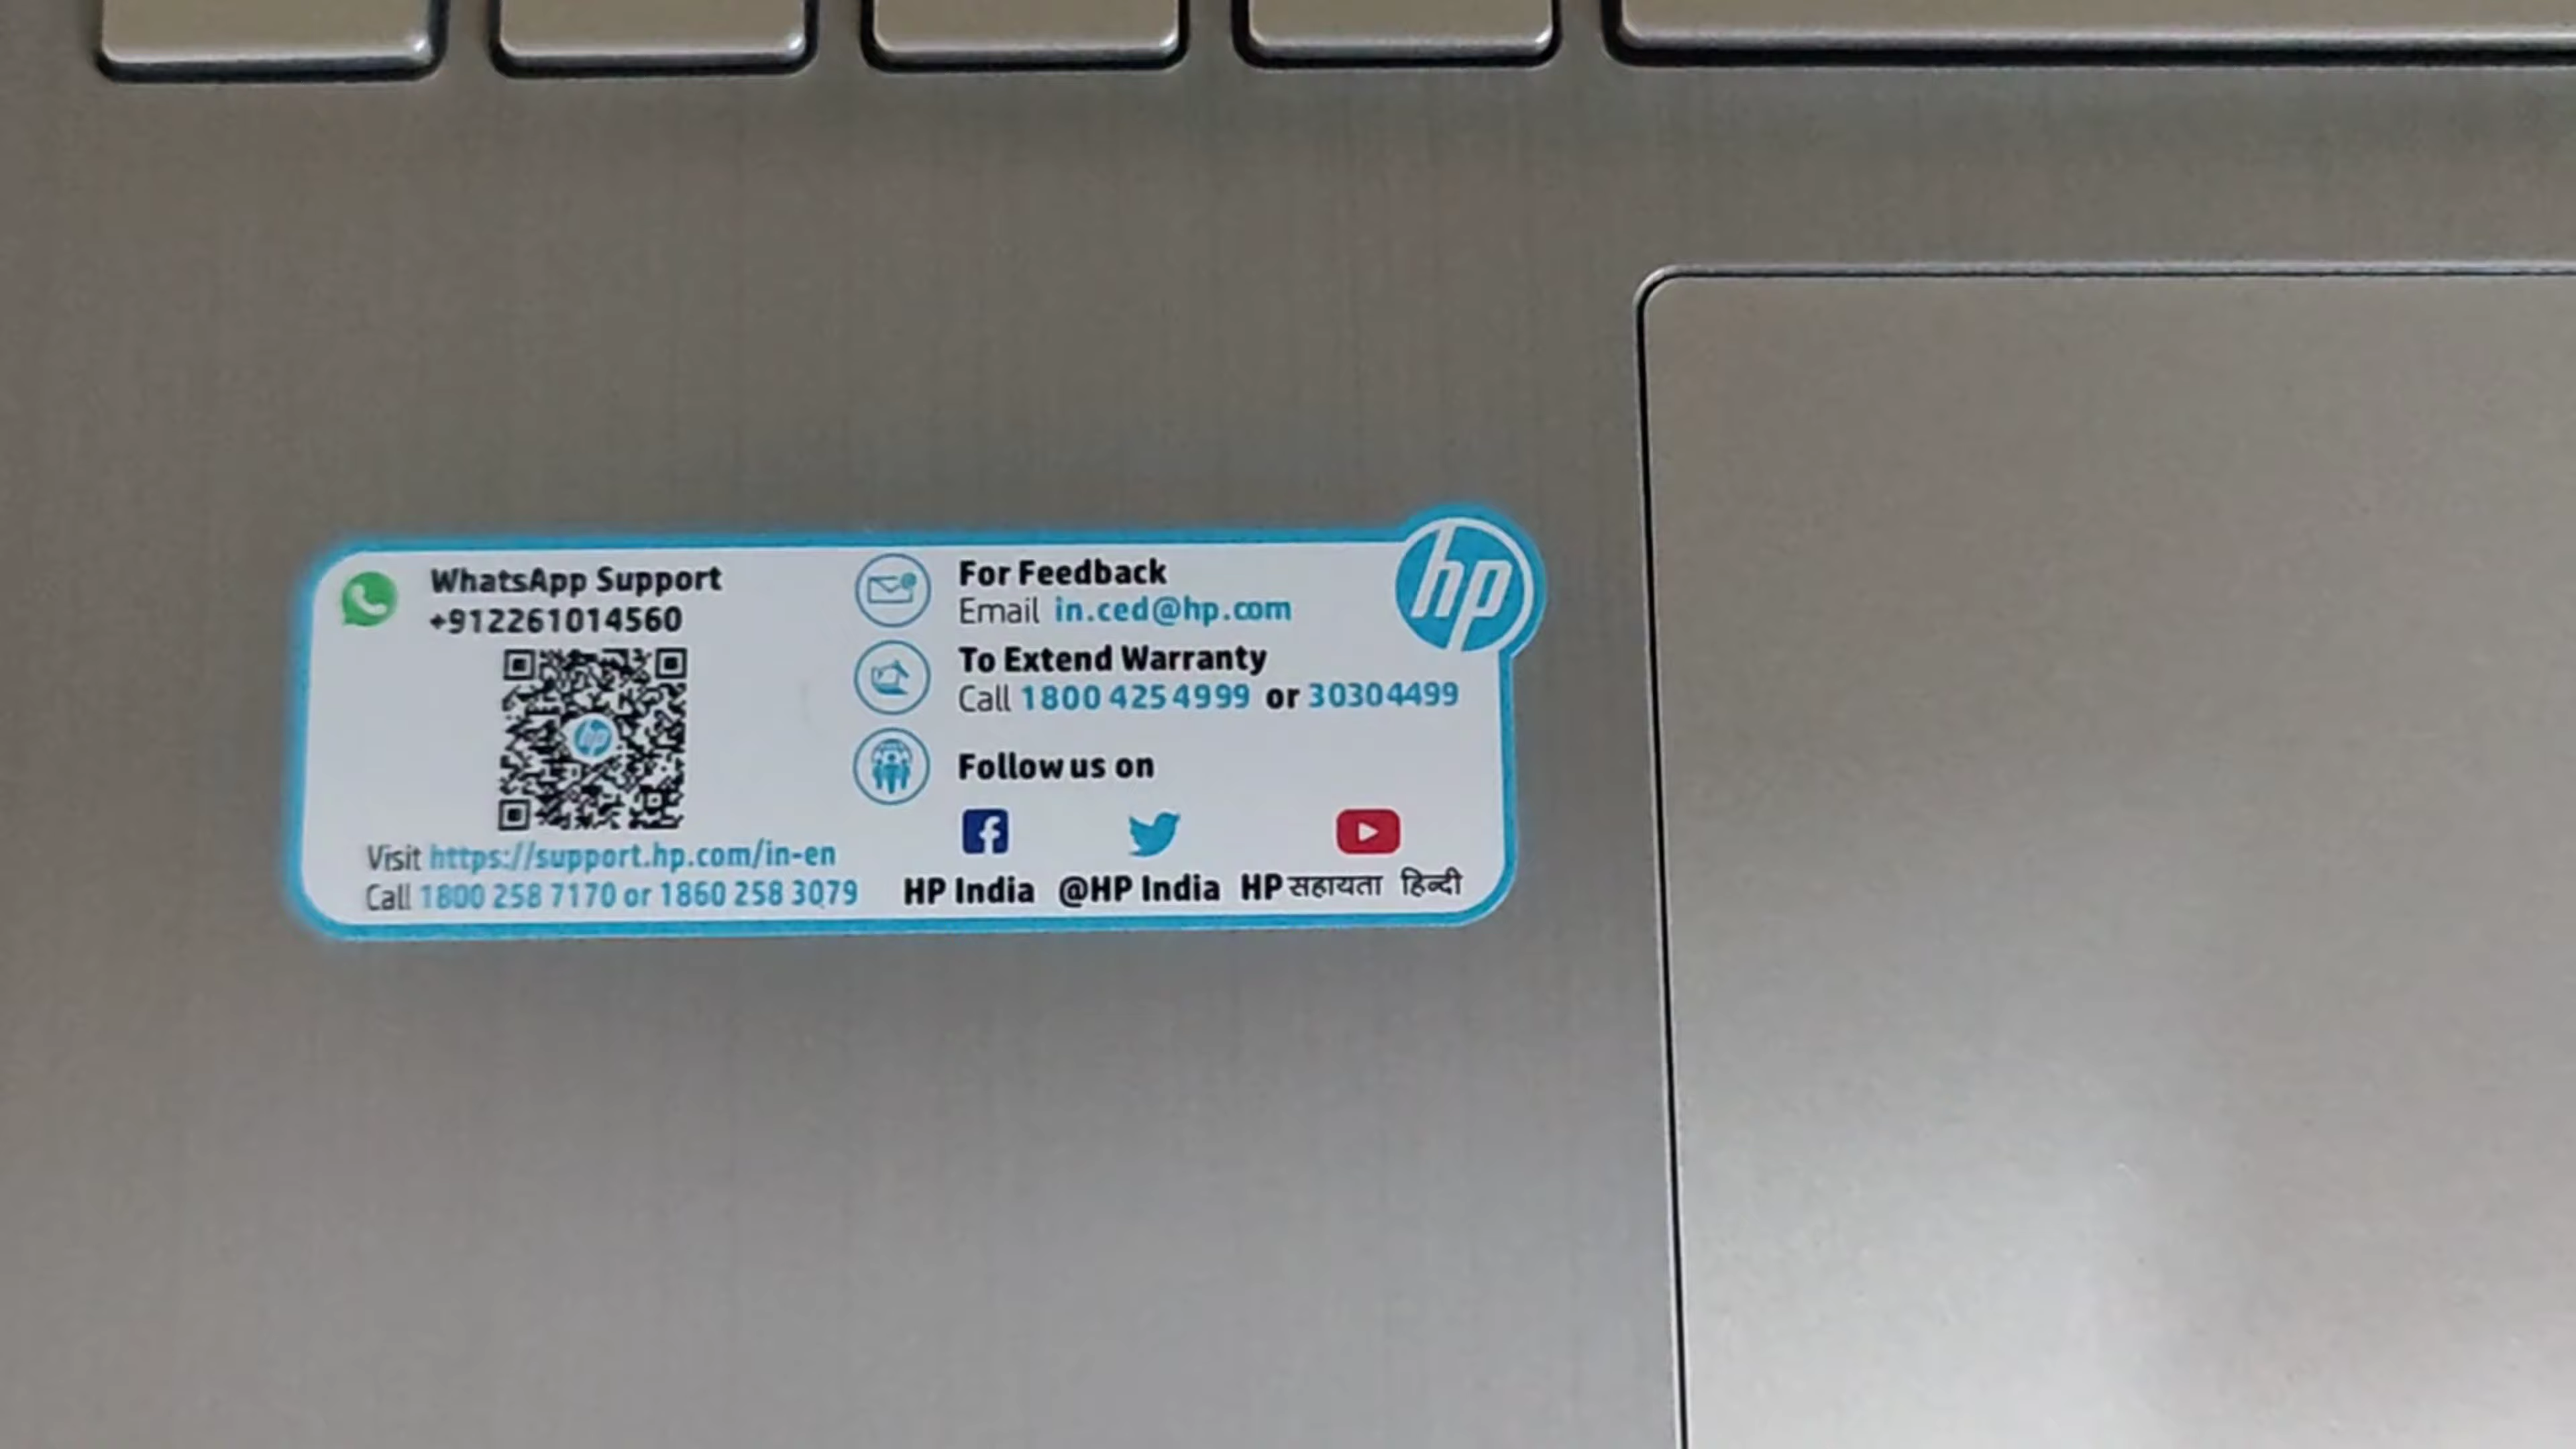 WhatsApp Support
+912261014560
hp
Visit https://support.hp.com/in-en
Call 1800 258 7170 or 1860 258 3079
For Feedback
Email in.ced@hp.com
To Extend Warranty
Call 1800 425 4999 or 30304499
Follow us on
HP India @HP India HP सहायता हिन्दी
hp